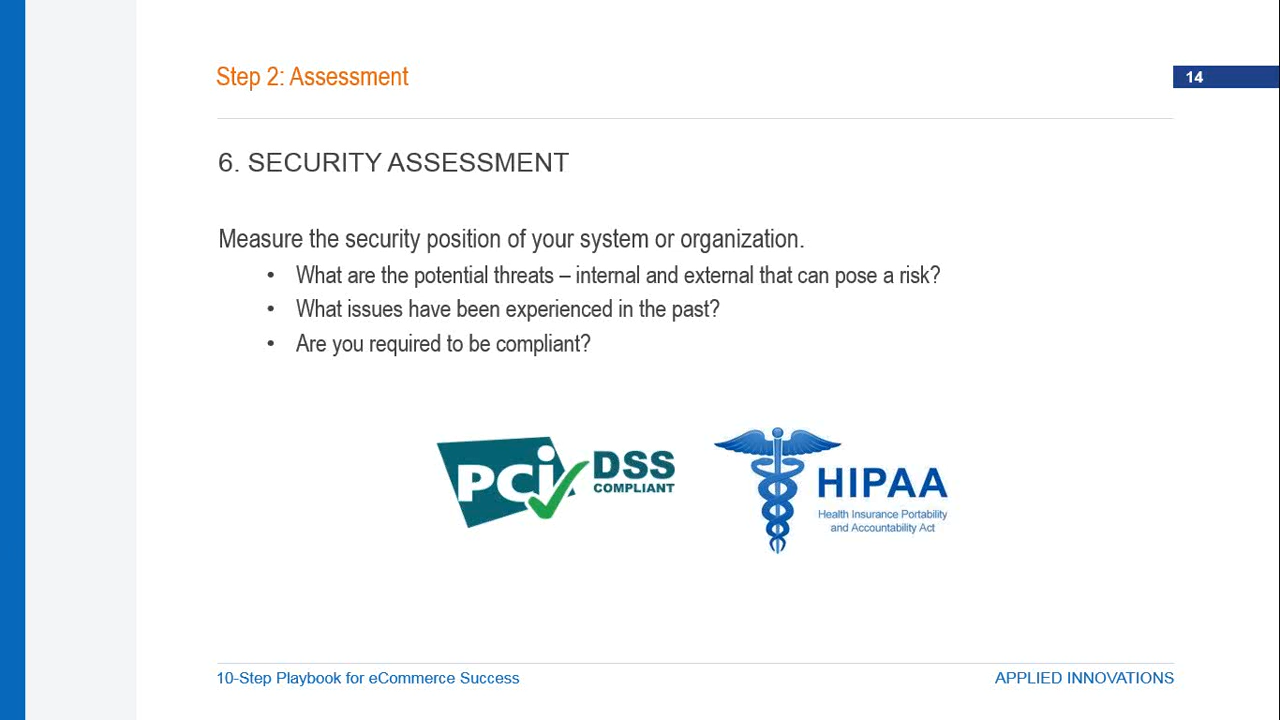 Step 2: Assessment
14
6. SECURITY ASSESSMENT
Measure the security position of your system or organization.
• What are the potential threats – internal and external that can pose a risk?
• What issues have been experienced in the past?
• Are you required to be compliant?
PCi DSS
COMPLIANT
HIPAA
Health Insurance Portability
and Accountability Act
10-Step Playbook for eCommerce Success
APPLIED INNOVATIONS